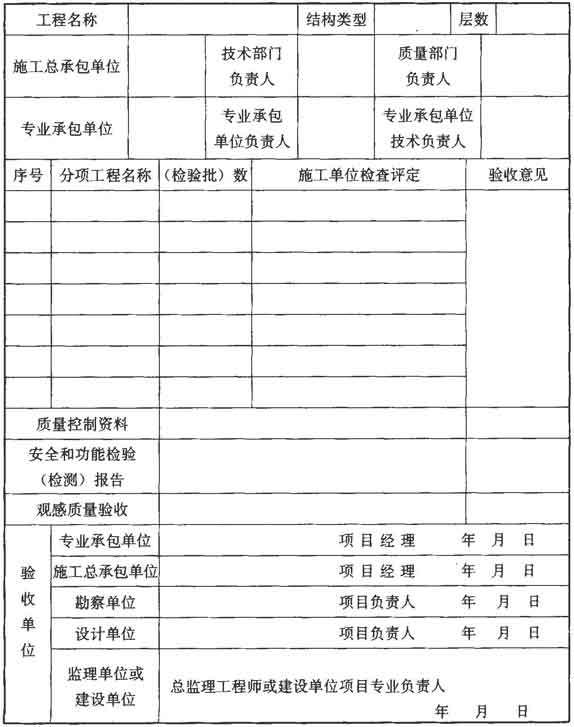 工程名称 结构类型 层数
施工总承包单位 技术部门负责人 质量部门负责人
专业承包单位 专业承包单位负责人 专业承包单位技术负责人
序号 分项工程名称 (检验批)数 施工单位检查评定 验收意见
质量控制资料
安全和功能检验
(检测)报告
观感质量验收
验收单位
专业承包单位 项目经理 年 月 日
施工总承包单位 项目经理 年 月 日
勘察单位 项目负责人 年 月 日
设计单位 项目负责人 年 月 日
监理单位或
建设单位
总监理工程师或建设单位项目专业负责人
年 月 日